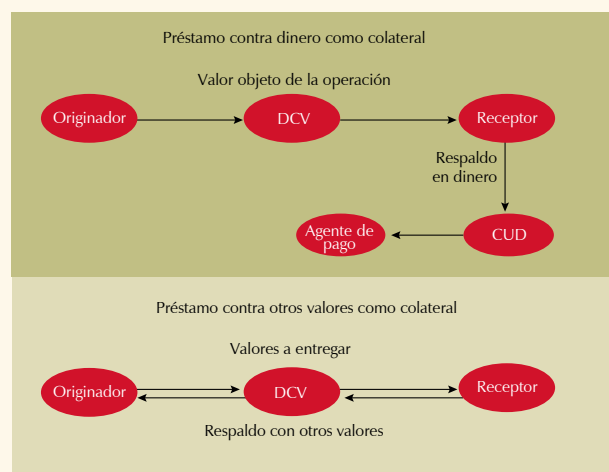 Préstamo contra dinero como colateral
Valor objeto de la operación
Originador
DCV
Receptor
Respaldo
en dinero
Agente de
pago
CUD
Préstamo contra otros valores como colateral
Valores a entregar
Originador
DCV
Receptor
Respaldo con otros valores